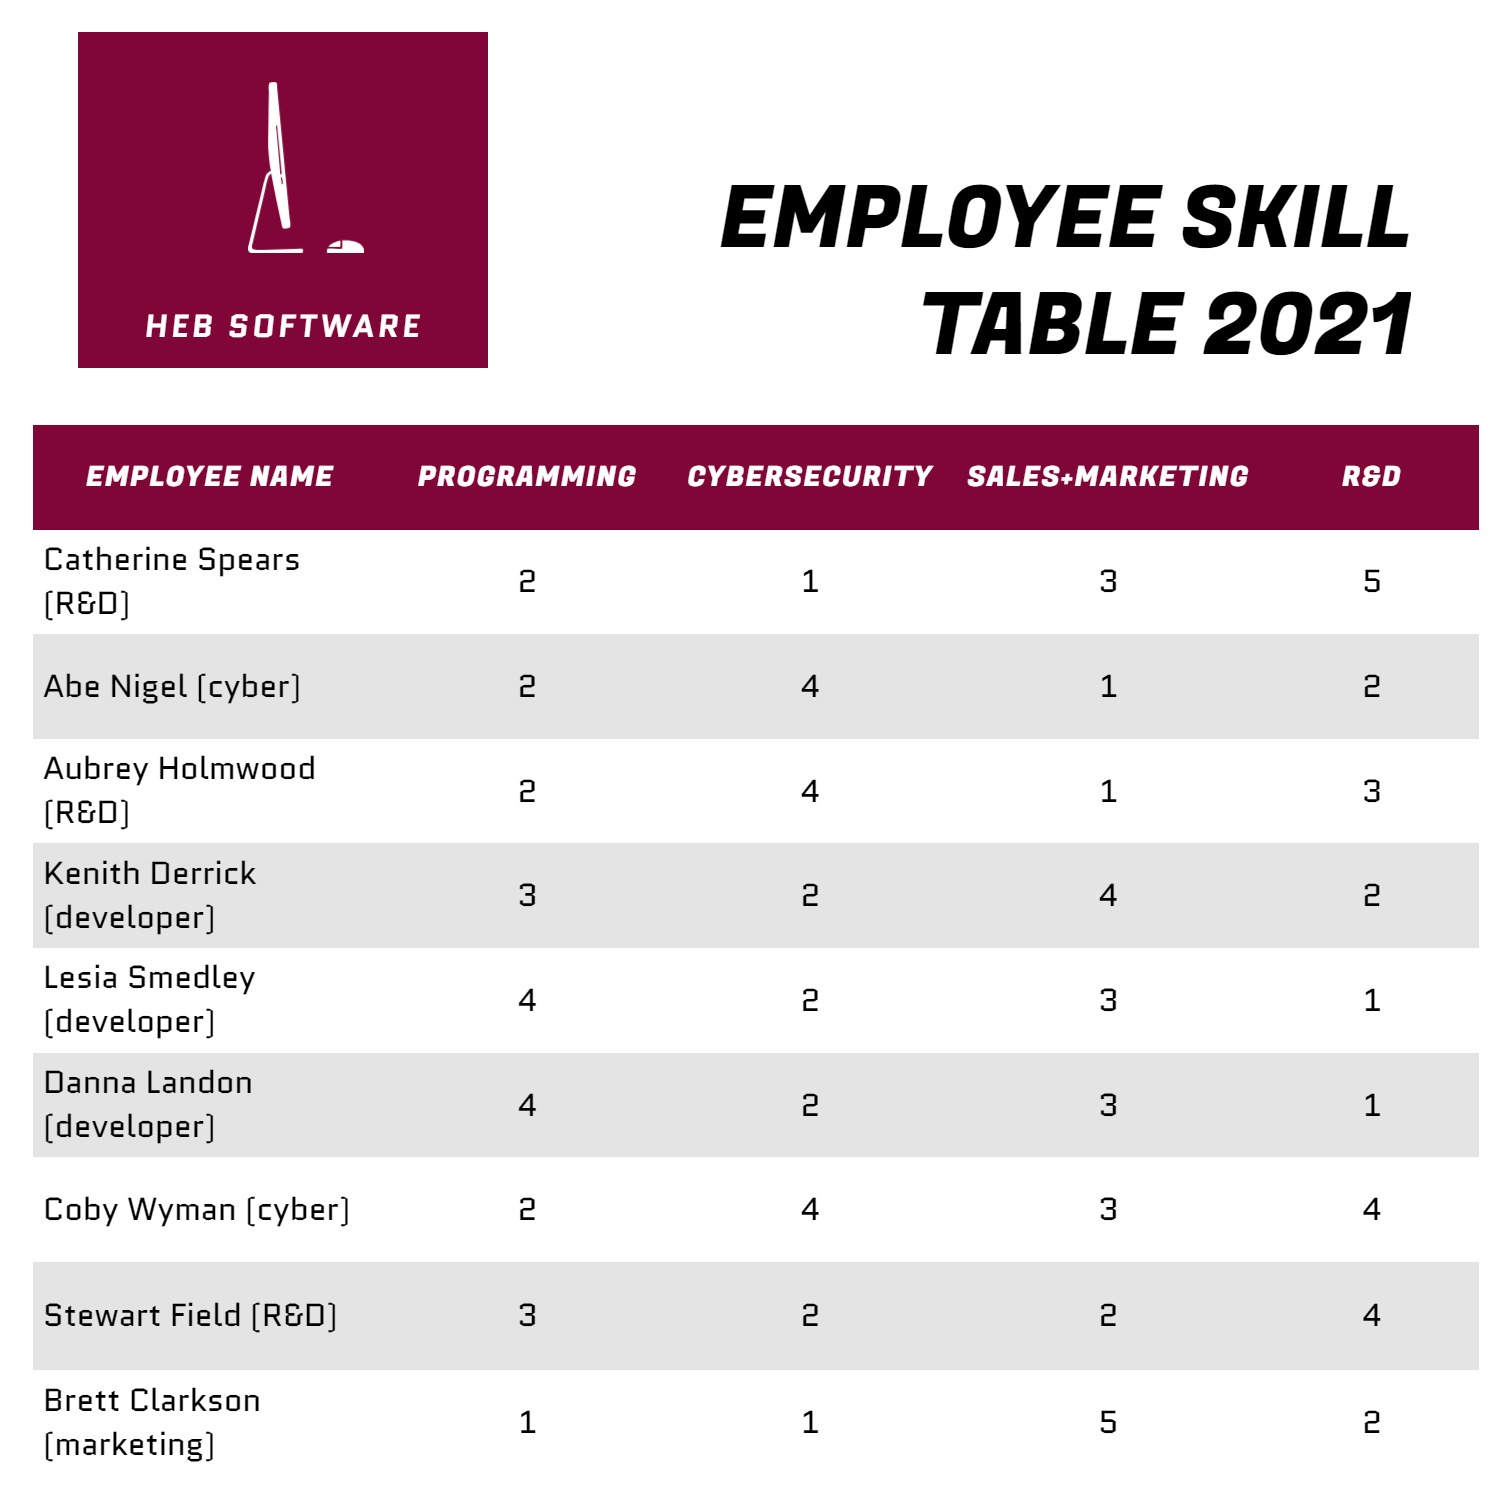 HEB SOFTWARE
EMPLOYEE SKILL
TABLE 2021
EMPLOYEE NAME PROGRAMMING CYBERSECURITY SALES+MARKETING R&D
Catherine Spears
(R&D) 2 1 3 5
Abe Nigel (cyber) 2 4 1 2
Aubrey Holmwood
(R&D) 2 4 1 3
Kenith Derrick
(developer) 3 2 4 2
Lesia Smedley
(developer) 4 2 3 1
Danna Landon
(developer) 4 2 3 1
Coby Wyman (cyber) 2 4 3 4
Stewart Field (R&D) 3 2 2 4
Brett Clarkson
(marketing) 1 1 5 2